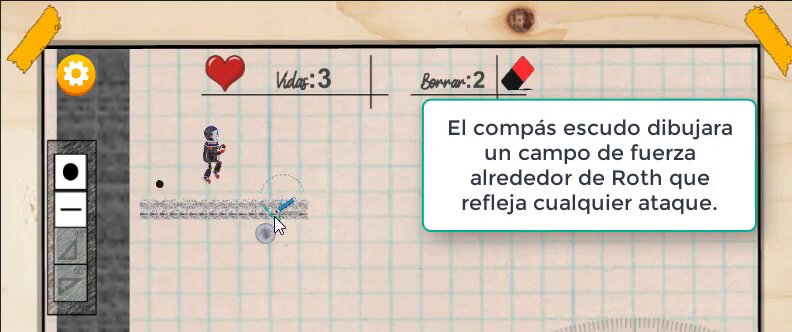 Vidas:3
Borrar:2
El compás escudo dibujara
un campo de fuerza
alrededor de Roth que
refleja cualquier ataque.